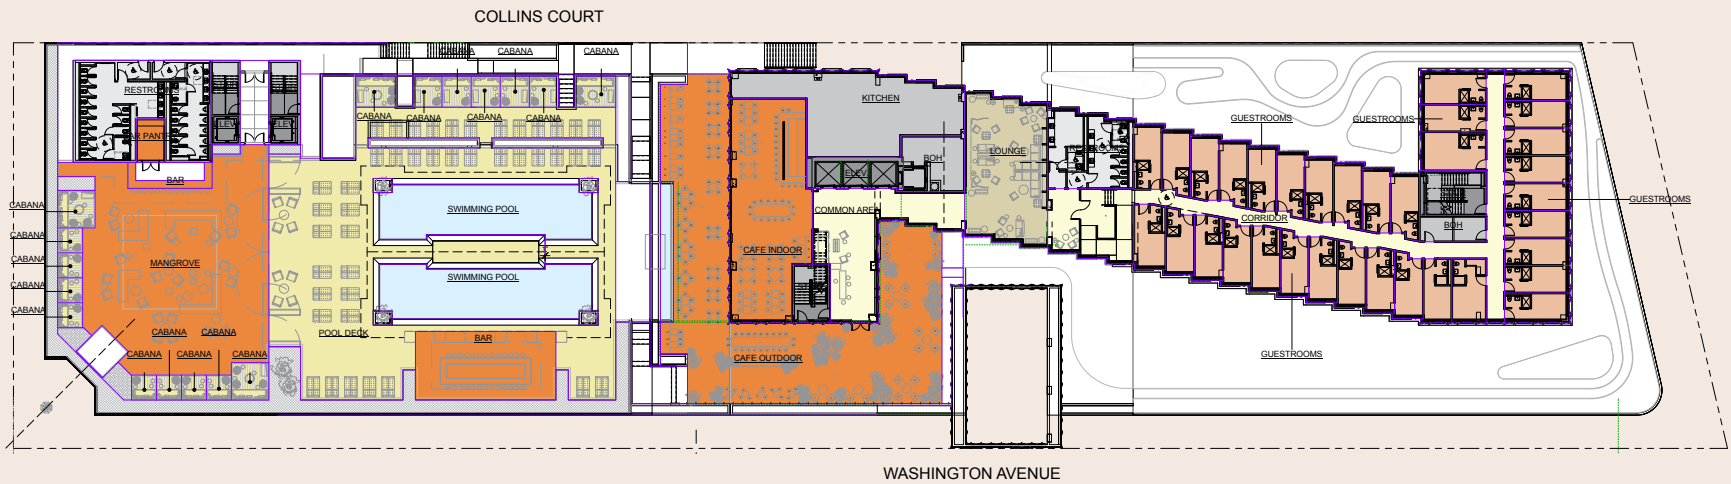 COLLINS COURT
CABANA
CABANA
CABANA
RESTRO
ELEV.
ELEV.
BAR PANTRY
CABANA
CABANA
CABANA
CABANA
KITCHEN
GUESTROOMS
GUESTROOMS
BAR
LOUNGE
BOH
ELEV.
CABANA
SWIMMING POOL
COMMON AREA
GUESTROOMS
CORRIDOR
BOH
CABANA
CABANA
MANGROVE
CAFE INDOOR
SWIMMING POOL
CABANA
CABANA
CABANA
CABANA
POOL DECK
BAR
CABANA
CABANA
CABANA
CAFE OUTDOOR
GUESTROOMS
WASHINGTON AVENUE